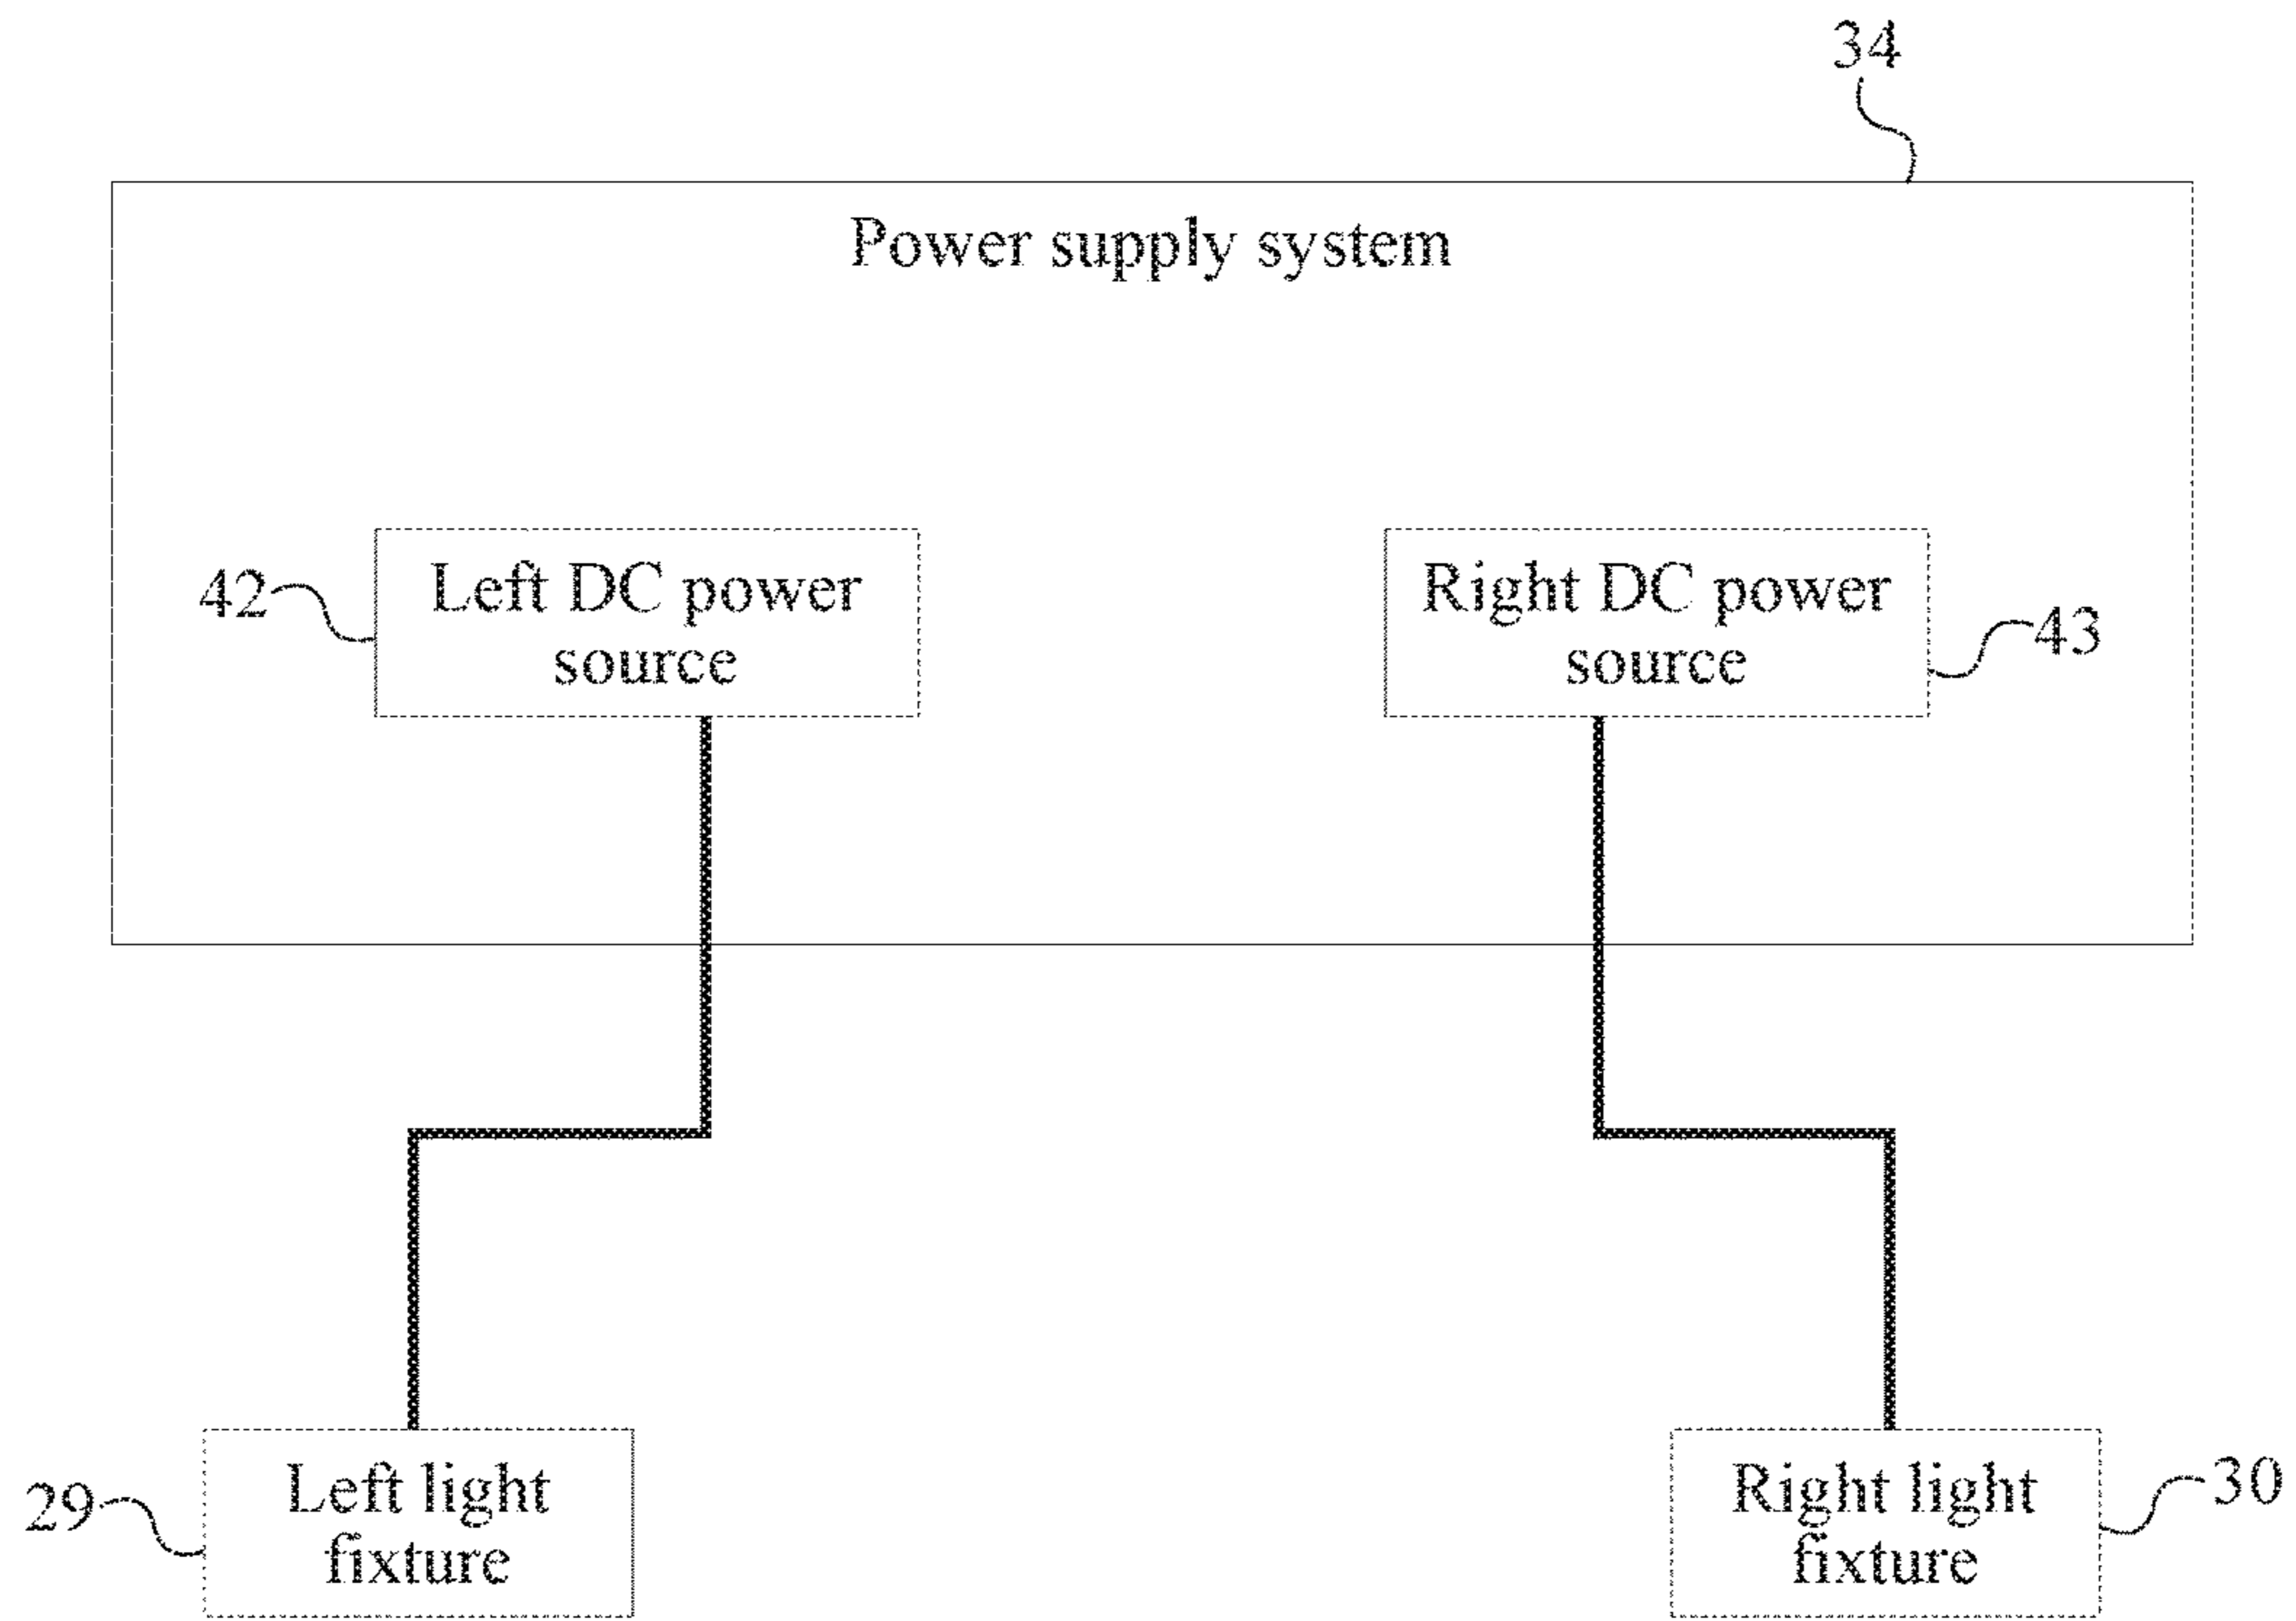 34
Power supply system
42
Left DC power
source
Right DC power
source
43
29
Left light
fixture
Right light
fixture
30